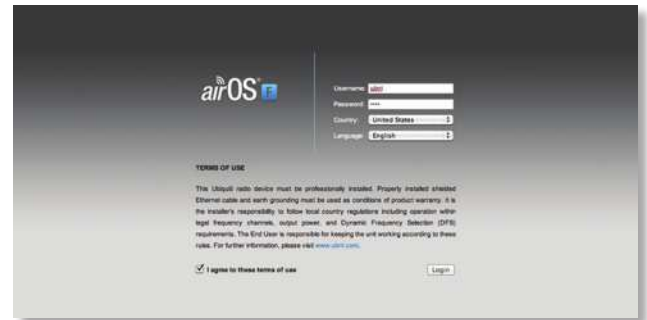 airOS F
Username: ubnt
Password: ••••
Country: United States
Language: English
TERMS OF USE
This Ubiquiti radio device must be professionally installed. Properly installed shielded
Ethernet cable and earth grounding must be used as conditions of product warranty. It is
the installer's responsibility to follow local country regulations including operation within
legal frequency channels, output power, and Dynamic Frequency Selection (DFS)
requirements. The End User is responsible for keeping the unit working according to these
rules. For further information, please visit www.ubnt.com.
I agree to these terms of use
Login